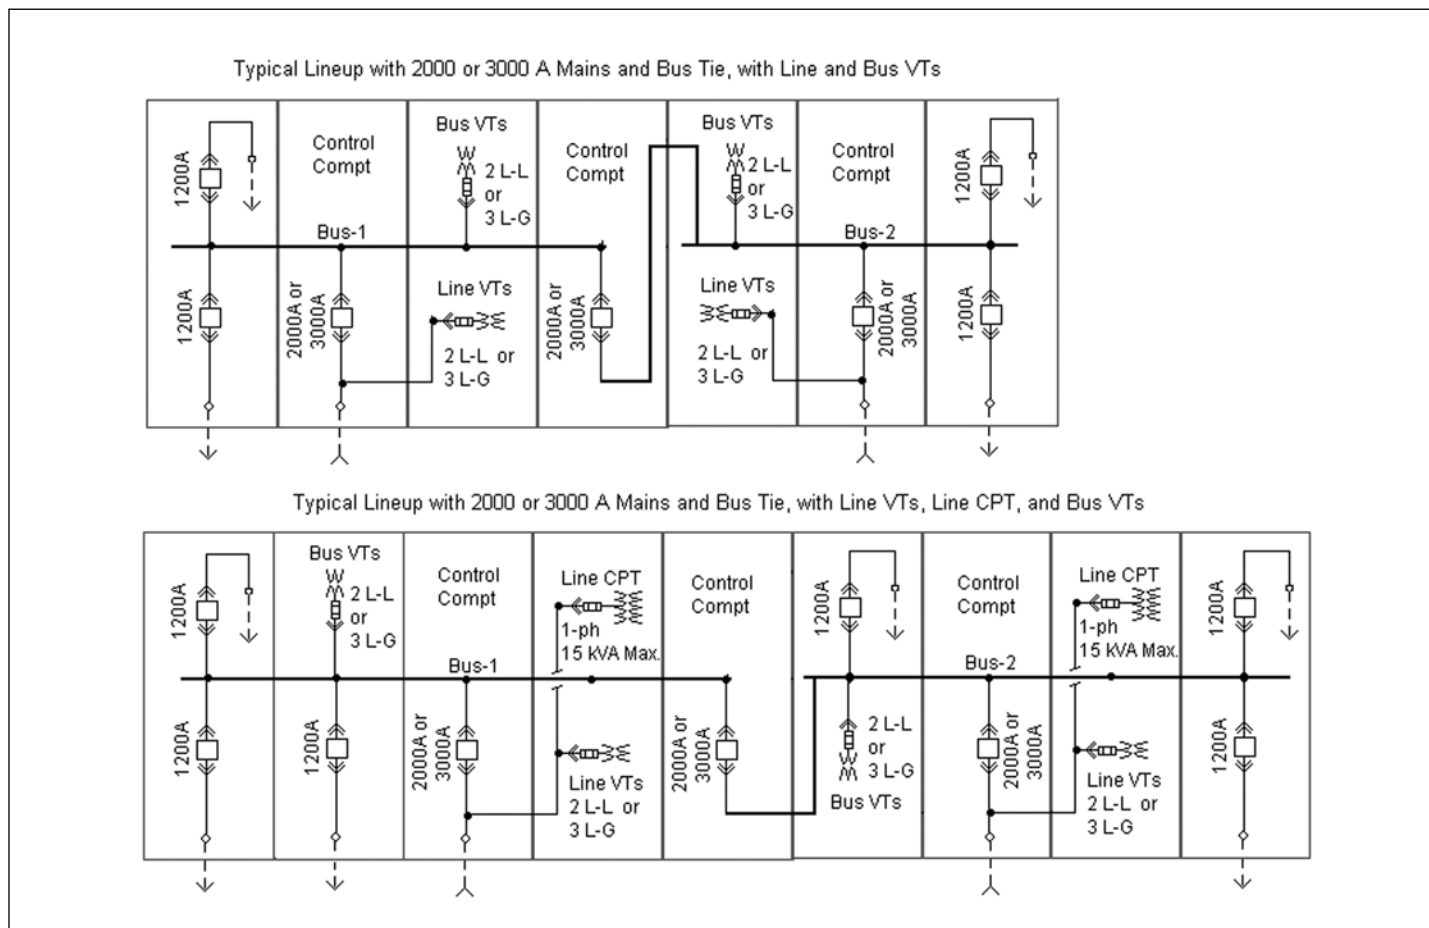 Typical Lineup with 2000 or 3000 A Mains and Bus Tie, with Line and Bus VTs
1200A
1200A
Control
Compt
Bus-1
2000A or
3000A
Bus VTs
2 L-L
or
3 L-G
Line VTs
2 L-L or
3 L-G
Control
Compt
2000A or
3000A
Bus VTs
2 L-L
or
3 L-G
Line VTs
2 L-L or
3 L-G
Control
Compt
Bus-2
2000A or
3000A
1200A
1200A
Typical Lineup with 2000 or 3000 A Mains and Bus Tie, with Line VTs, Line CPT, and Bus VTs
1200A
1200A
Bus VTs
2 L-L
or
3 L-G
1200A
Control
Compt
Bus-1
2000A or
3000A
Line CPT
1-ph
15 kVA Max.
Line VTs
2 L-L or
3 L-G
Control
Compt
2000A or
3000A
1200A
2 L-L
or
3 L-G
Bus VTs
Control
Compt
Bus-2
2000A or
3000A
Line CPT
1-ph
15 kVA Max.
Line VTs
2 L-L or
3 L-G
1200A
1200A